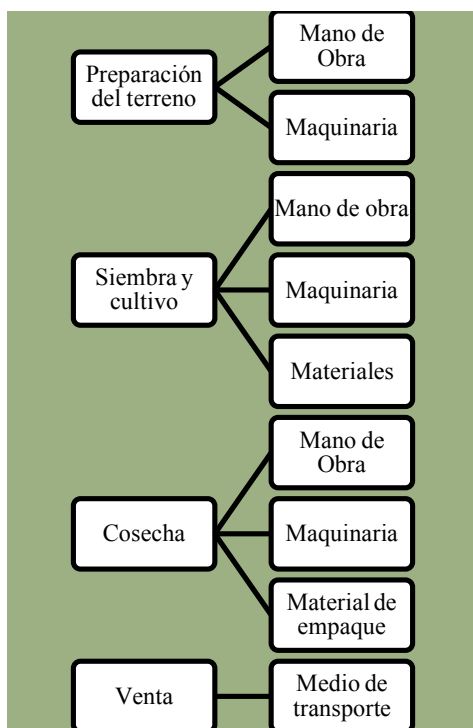 Preparación
del terreno
Mano de
Obra
Maquinaria
Siembra y
cultivo
Mano de obra
Maquinaria
Materiales
Cosecha
Mano de
Obra
Maquinaria
Material de
empaque
Venta
Medio de
transporte